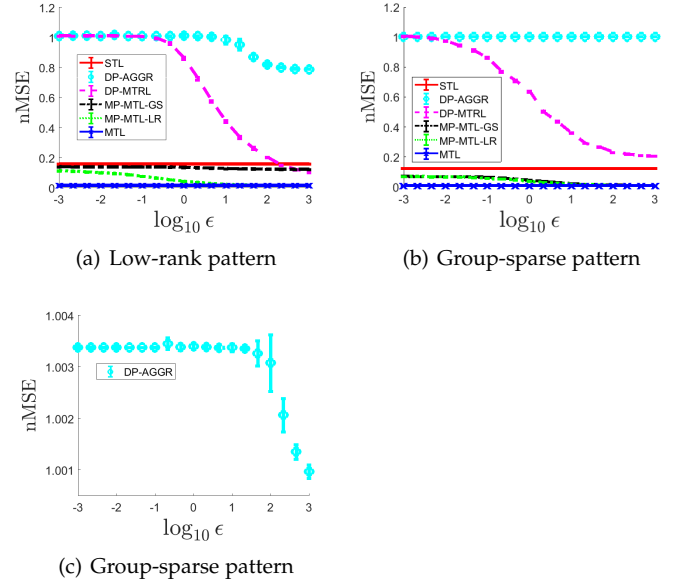 1.2
1
0.8
0.6
0.4
0.2
0
nMSE
STL
DP-AGGR
DP-MTRL
MP-MTL-GS
MP-MTL-LR
MTL
-3 -2 -1 0 1 2 3
log₁₀ ϵ
(a) Low-rank pattern
1.2
1
0.8
0.6
0.4
0.2
0
nMSE
STL
DP-AGGR
DP-MTRL
MP-MTL-GS
MP-MTL-LR
MTL
-3 -2 -1 0 1 2 3
log₁₀ ϵ
(b) Group-sparse pattern
1.004
1.003
1.002
1.001
nMSE
DP-AGGR
-3 -2 -1 0 1 2 3
log₁₀ ϵ
(c) Group-sparse pattern